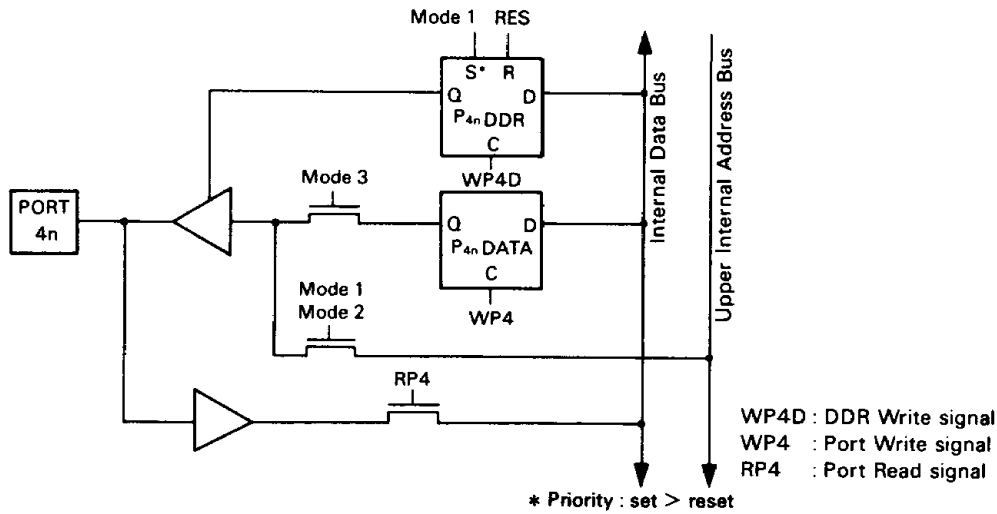 Mode 1 RES
S* R
Q D
P4n DDR
C
WP4D
Mode 3
PORT
4n
Q D
P4n DATA
C
WP4
Mode 1
Mode 2
RP4
Internal Data Bus
Upper Internal Address Bus
WP4D : DDR Write signal
WP4 : Port Write signal
RP4 : Port Read signal
* Priority : set > reset